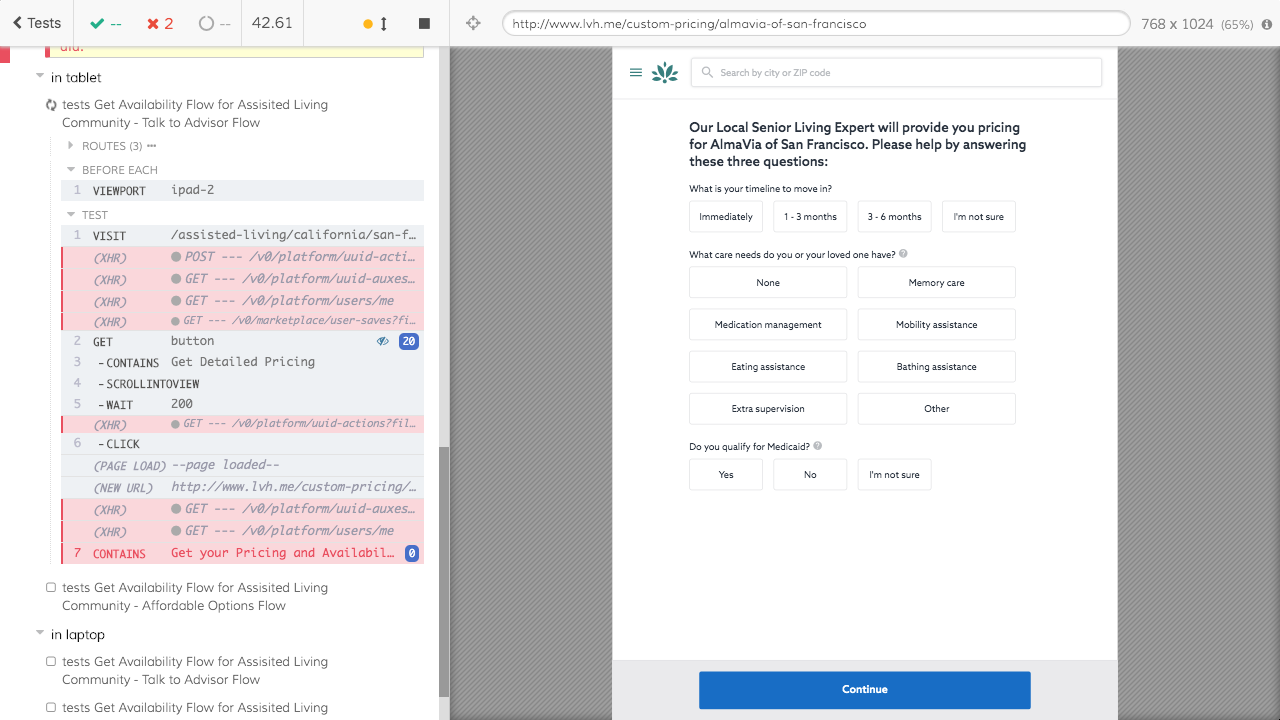 Tests
--
2
--
42.61
http://www.lvh.me/custom-pricing/almavia-of-san-francisco
768 x 1024 (65%)
in tablet
tests Get Availability Flow for Assisited Living
Community - Talk to Advisor Flow
ROUTES (3)
BEFORE EACH
1 VIEWPORT ipad-2
TEST
1 VISIT /assisted-living/california/san-f...
(XHR) POST --- /v0/platform/uuid-acti...
(XHR) GET --- /v0/platform/uuid-auxes...
(XHR) GET --- /v0/platform/users/me
(XHR) GET --- /v0/marketplace/user-saves?fi...
2 GET button 20
3 - CONTAINS Get Detailed Pricing
4 - SCROLLINTOVIEW
5 - WAIT 200
(XHR) GET --- /v0/platform/uuid-actions?fil...
6 - CLICK
(PAGE LOAD) --page loaded--
(NEW URL) http://www.lvh.me/custom-pricing/...
(XHR) GET --- /v0/platform/uuid-auxes...
(XHR) GET --- /v0/platform/users/me
7 CONTAINS Get your Pricing and Availabil... 0
tests Get Availability Flow for Assisited Living
Community - Affordable Options Flow
in laptop
tests Get Availability Flow for Assisited Living
Community - Talk to Advisor Flow
tests Get Availability Flow for Assisited Living
Search by city or ZIP code
Our Local Senior Living Expert will provide you pricing
for AlmaVia of San Francisco. Please help by answering
these three questions:
What is your timeline to move in?
Immediately
1 - 3 months
3 - 6 months
I'm not sure
What care needs do you or your loved one have?
None
Memory care
Medication management
Mobility assistance
Eating assistance
Bathing assistance
Extra supervision
Other
Do you qualify for Medicaid?
Yes
No
I'm not sure
Continue